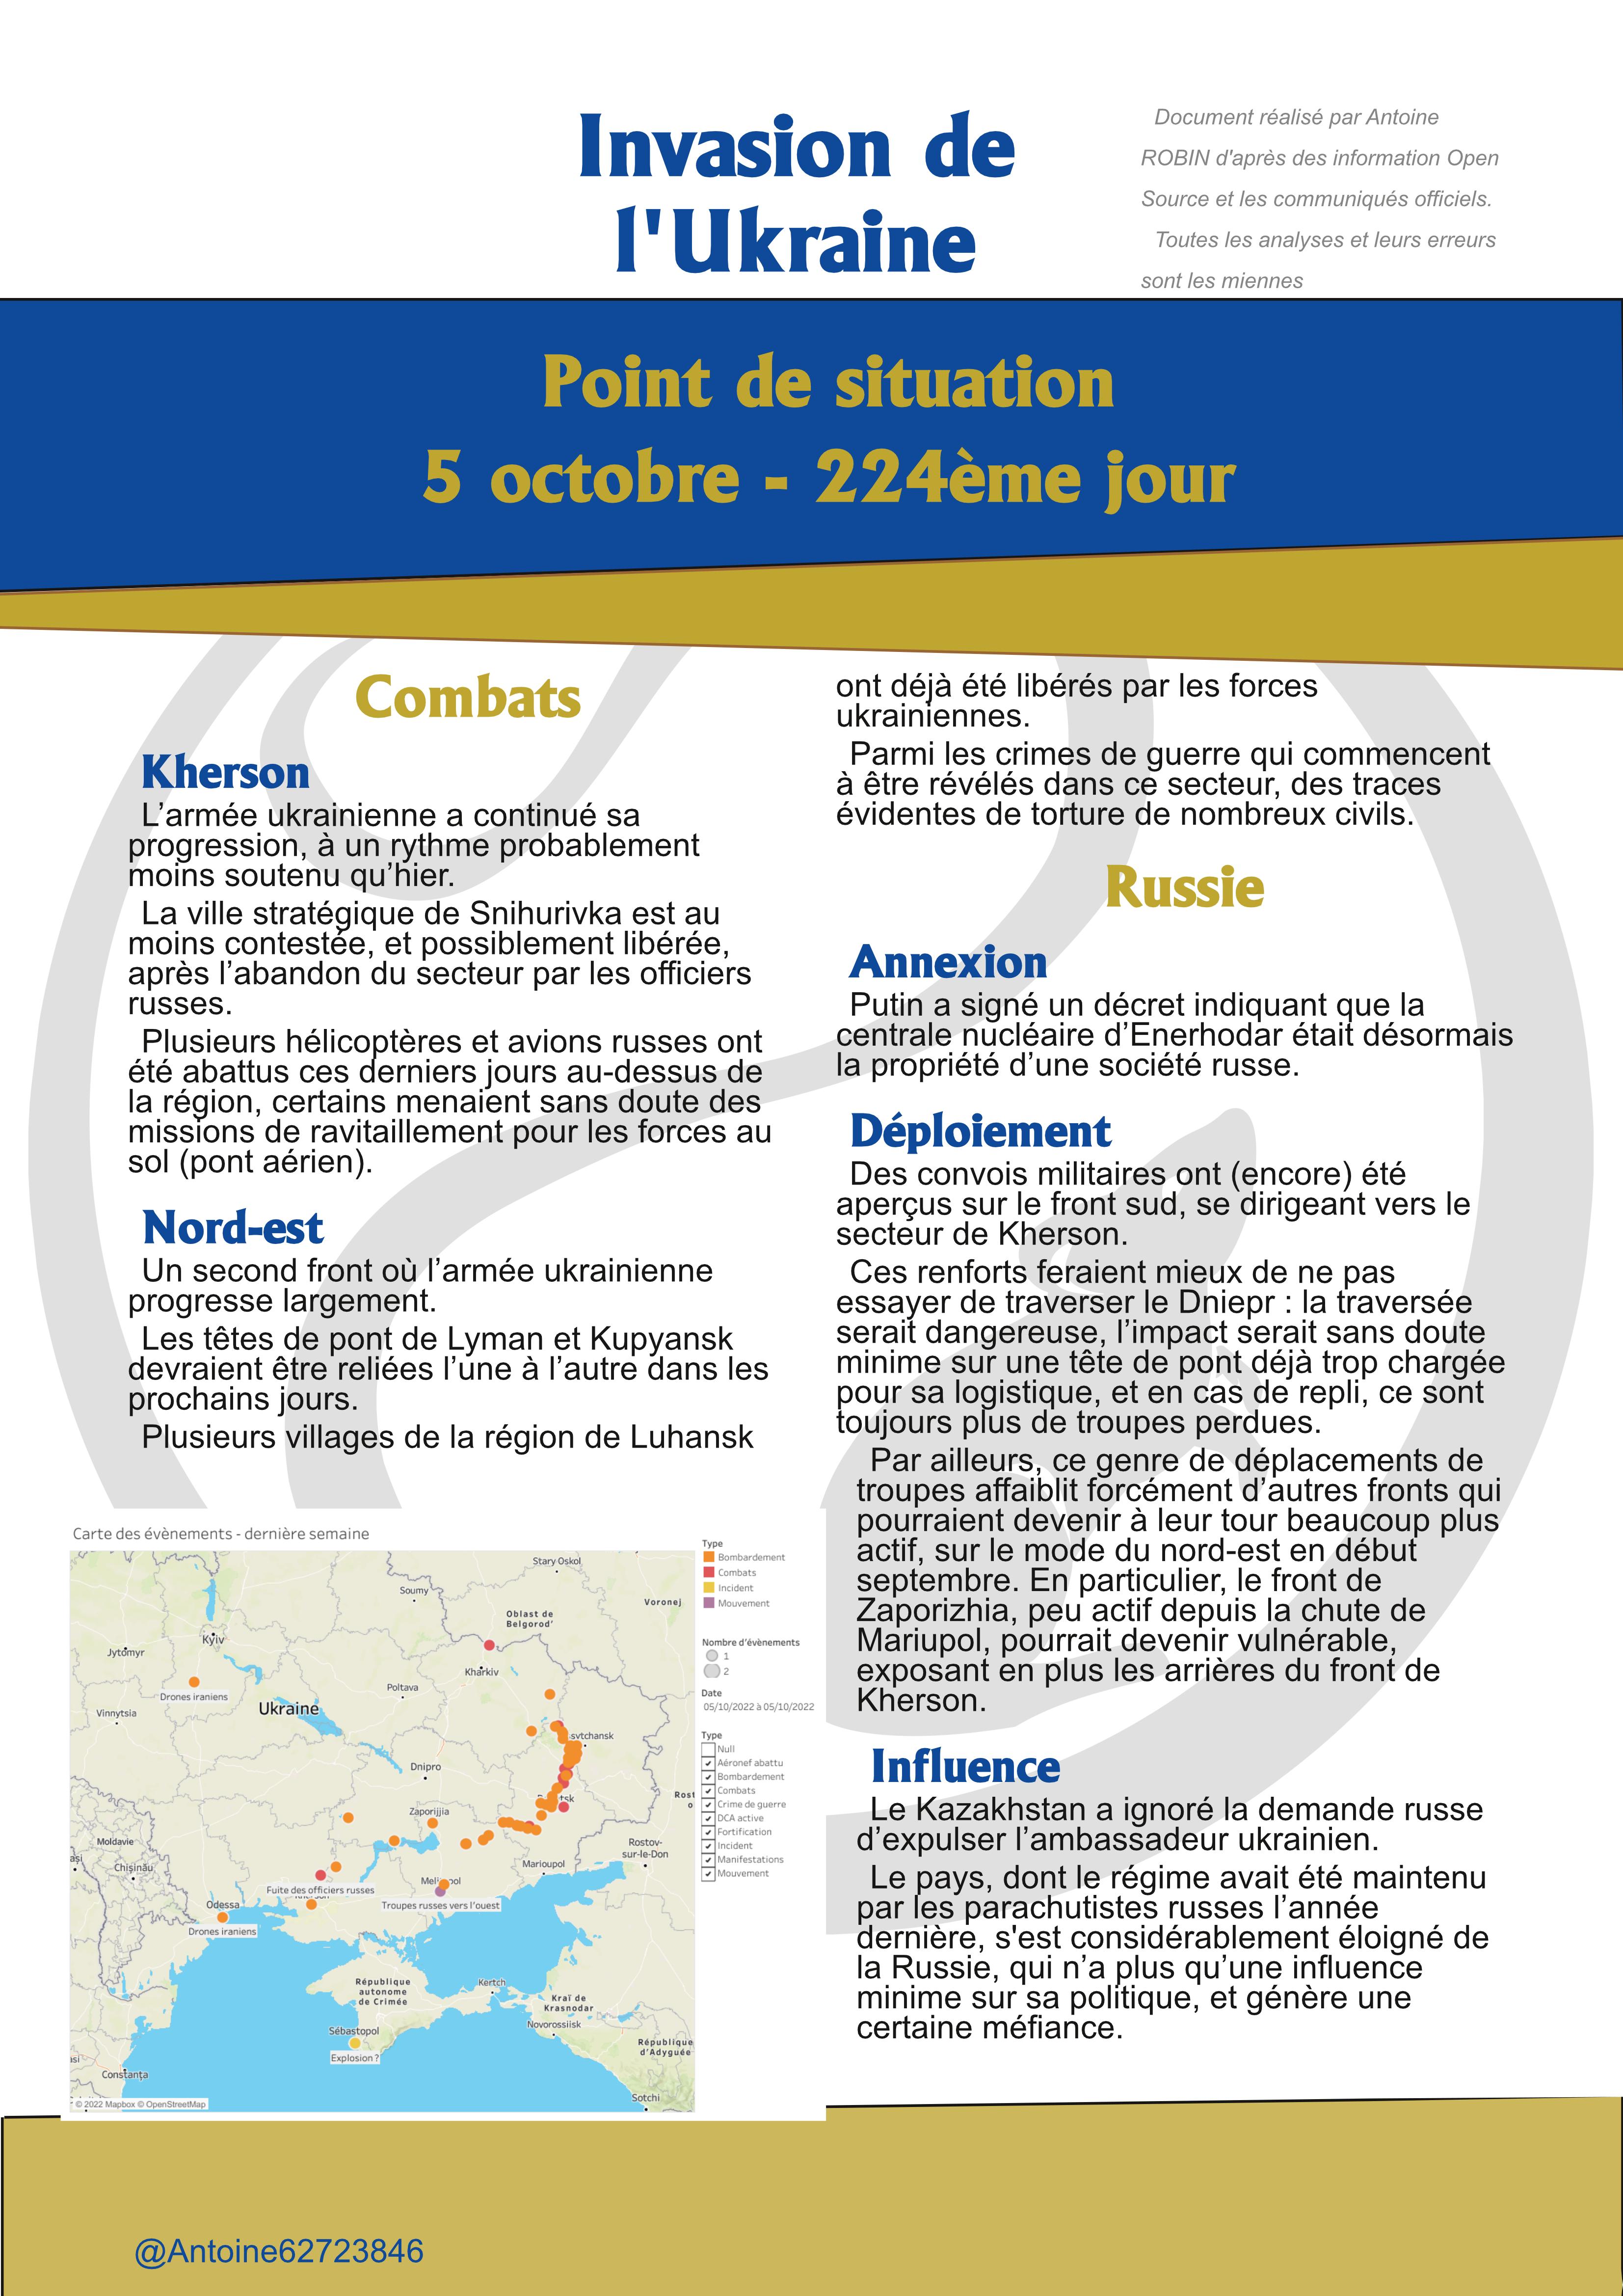 Invasion de
l'Ukraine
Document réalisé par Antoine
ROBIN d'après des information Open
Source et les communiqués officiels.
Toutes les analyses et leurs erreurs
sont les miennes
Point de situation
5 octobre - 224ème jour
Combats
Kherson
L’armée ukrainienne a continué sa
progression, à un rythme probablement
moins soutenu qu’hier.
La ville stratégique de Snihurivka est au
moins contestée, et possiblement libérée,
après l’abandon du secteur par les officiers
russes.
Plusieurs hélicoptères et avions russes ont
été abattus ces derniers jours au-dessus de
la région, certains menaient sans doute des
missions de ravitaillement pour les forces au
sol (pont aérien).
Nord-est
Un second front où l’armée ukrainienne
progresse largement.
Les têtes de pont de Lyman et Kupyansk
devraient être reliées l’une à l’autre dans les
prochains jours.
Plusieurs villages de la région de Luhansk
ont déjà été libérés par les forces
ukrainiennes.
Parmi les crimes de guerre qui commencent
à être révélés dans ce secteur, des traces
évidentes de torture de nombreux civils.
Russie
Annexion
Putin a signé un décret indiquant que la
centrale nucléaire d’Enerhodar était désormais
la propriété d’une société russe.
Déploiement
Des convois militaires ont (encore) été
aperçus sur le front sud, se dirigeant vers le
secteur de Kherson.
Ces renforts feraient mieux de ne pas
essayer de traverser le Dniepr : la traversée
serait dangereuse, l’impact serait sans doute
minime sur une tête de pont déjà trop chargée
pour sa logistique, et en cas de repli, ce sont
toujours plus de troupes perdues.
Par ailleurs, ce genre de déplacements de
troupes affaiblit forcément d’autres fronts qui
pourraient devenir à leur tour beaucoup plus
actif, sur le mode du nord-est en début
septembre. En particulier, le front de
Zaporizhia, peu actif depuis la chute de
Mariupol, pourrait devenir vulnérable,
exposant en plus les arrières du front de
Kherson.
Influence
Le Kazakhstan a ignoré la demande russe
d’expulser l’ambassadeur ukrainien.
Le pays, dont le régime avait été maintenu
par les parachutistes russes l’année
dernière, s'est considérablement éloigné de
la Russie, qui n’a plus qu’une influence
minime sur sa politique, et génère une
certaine méfiance.
Carte des évènements - dernière semaine
Stary Oskol
Soumy
Voronej
Oblast de
Belgorod'
Kyïv
Jytómyr
Kharkiv
Drones iraniens
Poltava
Ukraine
Vinnytsia
svtchansk
Dnipro
Rost
o
Zaporijjia
Moldavie
Rostov-
sur-le-Don
Chișinău
Marioupol
Fuite des officiers russes
Troupes russes vers l'ouest
Odessa
Drones iraniens
République
autonome
de Crimée
Kertch
Kraï de
Krasnodar
Novorossiisk
Sébastopol
Explosion ?
République
d'Adyguée
Constanța
Sotchi
© 2022 Mapbox © OpenStreetMap
Type
Bombardement
Combats
Incident
Mouvement
Nombre d'évènements
1
2
Date
05/10/2022 à 05/10/2022
Type
Null
Aéronef abattu
Bombardement
Combats
Crime de guerre
DCA active
Fortification
Incident
Manifestations
Mouvement
@Antoine62723846